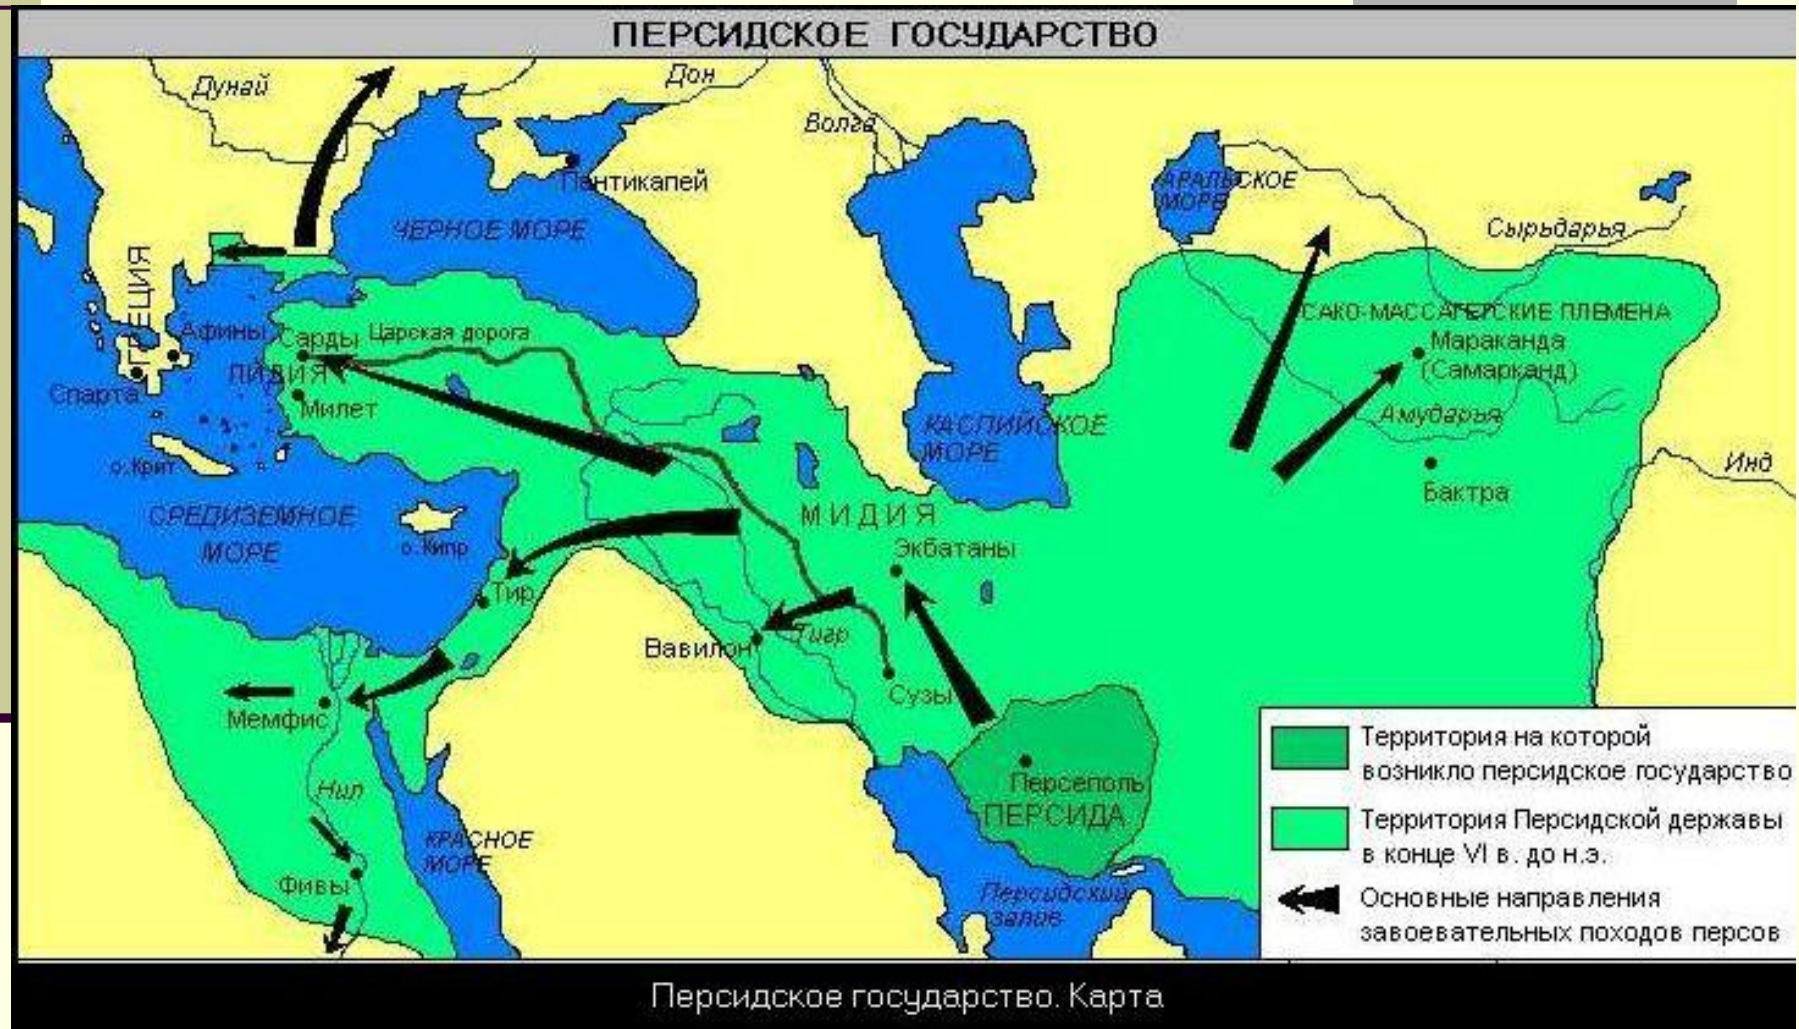 ПЕРСИДСКОЕ ГОСУДАРСТВО
Дунай
Дон
Волга
Пантикапей
АРАЛЬСКОЕ
МОРЕ
Сырьдарья
ЧЕРНОЕ МОРЕ
ГРЕЦИЯ
Афины
Сарды
Царская дорога
САКО-МАССАГЕТСКИЕ ПЛЕМЕНА
Мараканда
(Самарканд)
ЛИДИЯ
Спарта
Милет
Амударья
КАСПИЙСКОЕ
МОРЕ
о.Крит
Инд
Бактра
СРЕДИЗЕМНОЕ
МОРЕ
о.Кипр
МИДИЯ
Экбатаны
Тир
Вавилон
Тигр
Сузы
Мемфис
Нил
Персеполь
ПЕРСИДА
КРАСНОЕ
МОРЕ
Фивы
Персидский
залив
Территория на которой
возникло персидское государство
Территория Персидской державы
в конце VI в. до н.э.
Основные направления
завоевательных походов персов
Персидское государство. Карта